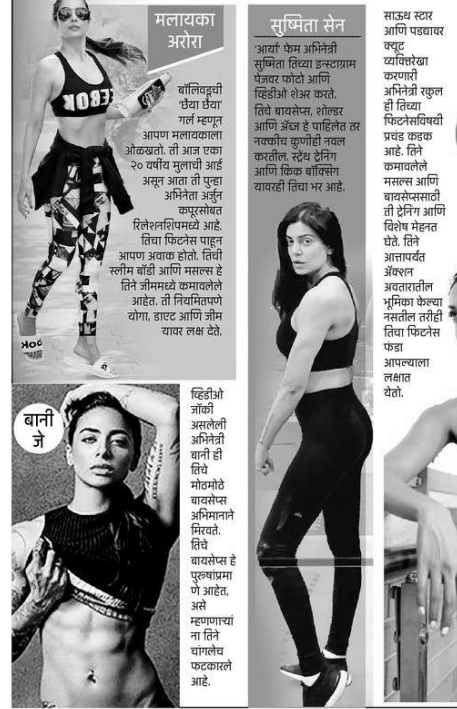 मलायका
अरोरा
बॉलिवूडची
'छैया छैया'
गर्ल म्हणून
आपण मलायकाला
ओळखतो. ती आज एका
२० वर्षीय मुलाची आई
असून आता ती पुन्हा
अभिनेता अर्जुन
कपूरसोबत
रिलेशनशिपमध्ये आहे.
तिचा फिटनेस पाहून
आपण अवाक होतो. तिची
स्लीम बॉडी आणि मसल्स हे
तिने जीममध्ये कमावलेले
आहेत. ती नियमितपणे
योगा, डाएट आणि जीम
यावर लक्ष देते.
बानी
जे
व्हिडीओ
जॉकी
असलेली
अभिनेत्री
बानी ही
तिचे
मोठमोठे
बायसेप्स
अभिमानाने
मिरवते.
तिचे
बायसेप्स हे
पुरुषांप्रमा
णे आहेत,
असे
म्हणणाऱ्यां
ना तिने
चांगलेच
फटकारले
आहे.
सुष्मिता सेन
'आर्या' फेम अभिनेत्री
सुष्मिता तिच्या इन्स्टाग्राम
पेजवर फोटो आणि
व्हिडीओ शेअर करते.
तिचे बायसेप्स, शोल्डर
आणि ॲब्ज हे पाहिलेत तर
नक्कीच कुणीही नवल
करतील. स्ट्रेंथ ट्रेनिंग
आणि किक बॉक्सिंग
यावरही तिचा भर आहे.
साऊथ स्टार
आणि पडद्यावर
क्यूट
व्यक्तिरेखा
करणारी
अभिनेत्री रकुल
ही तिच्या
फिटनेसविषयी
प्रचंड कडक
आहे. तिने
कमावलेले
मसल्स आणि
बायसेप्ससाठी
ती ट्रेनिंग आणि
विशेष मेहनत
घेते. तिने
आत्तापर्यंत
ॲक्शन
अवतारातील
भूमिका केल्या
नसतील तरीही
तिचा फिटनेस
फंडा
आपल्याला
लक्षात
येतो.